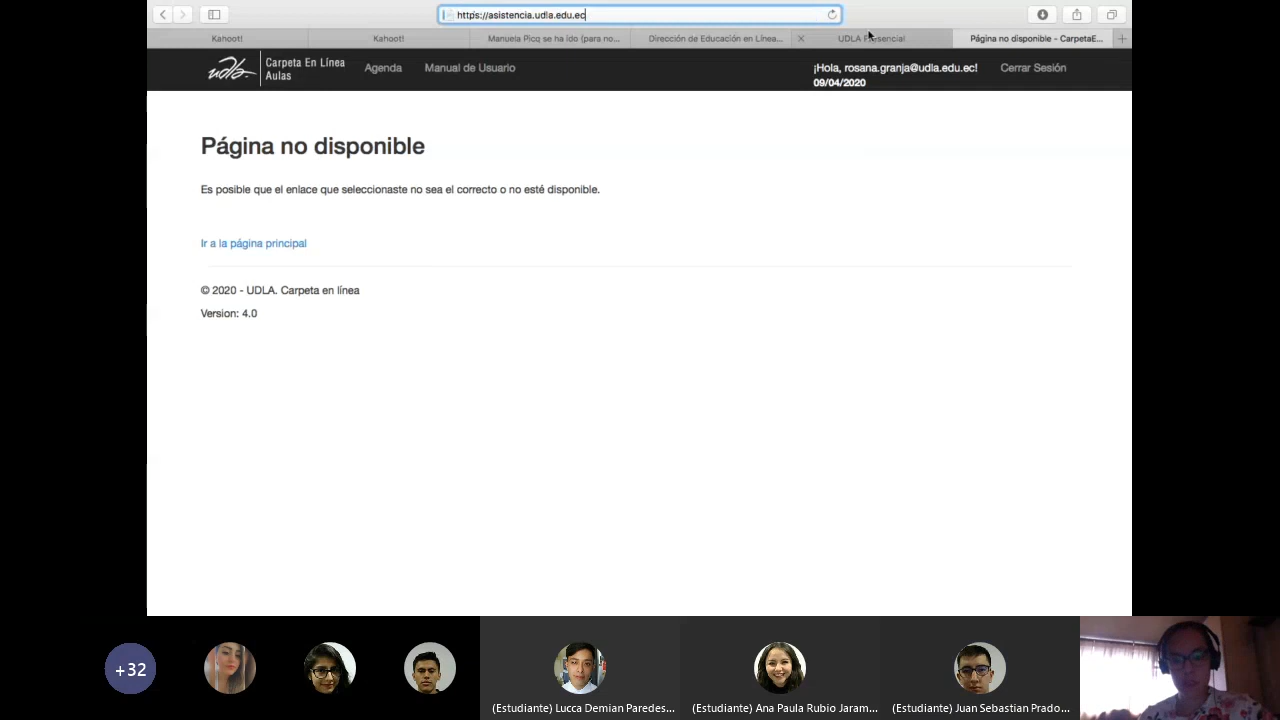 https://asistencia.udla.edu.ec
Kahoot!
Kahoot!
Manuela Picq se ha ido (para no...
Dirección de Educación en Línea...
UDLA Presencial
Página no disponible - CarpetaE...
udla
Carpeta En Línea
Aulas
Agenda
Manual de Usuario
¡Hola, rosana.granja@udla.edu.ec!
09/04/2020
Cerrar Sesión
Página no disponible
Es posible que el enlace que seleccionaste no sea el correcto o no esté disponible.
Ir a la página principal
© 2020 - UDLA. Carpeta en línea
Version: 4.0
+32
(Estudiante) Lucca Demian Paredes...
(Estudiante) Ana Paula Rubio Jaram...
(Estudiante) Juan Sebastian Prado...